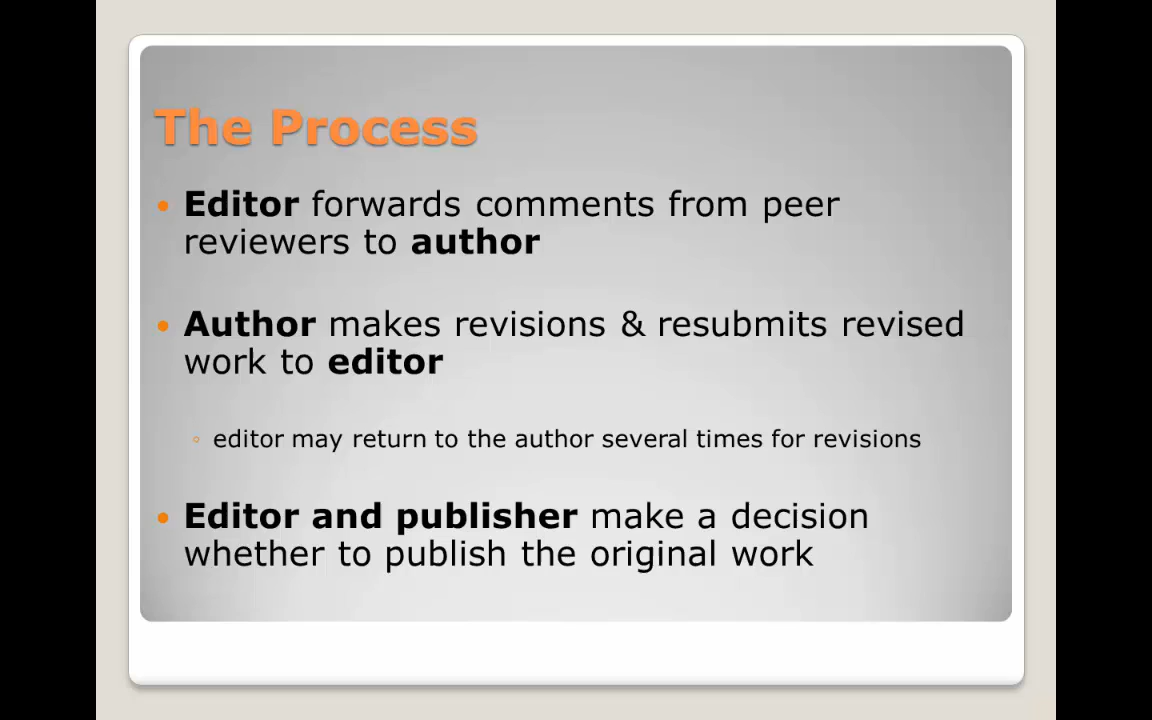 The Process
• Editor forwards comments from peer
reviewers to author
• Author makes revisions & resubmits revised
work to editor
◦ editor may return to the author several times for revisions
• Editor and publisher make a decision
whether to publish the original work